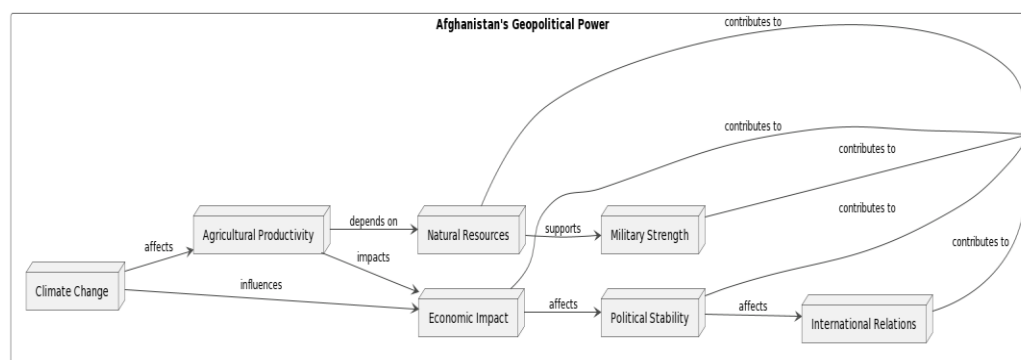 Afghanistan's Geopolitical Power
contributes to
contributes to
contributes to
contributes to
contributes to
Agricultural Productivity
depends on
Natural Resources
supports
Military Strength
affects
impacts
Climate Change
influences
Economic Impact
affects
Political Stability
affects
International Relations